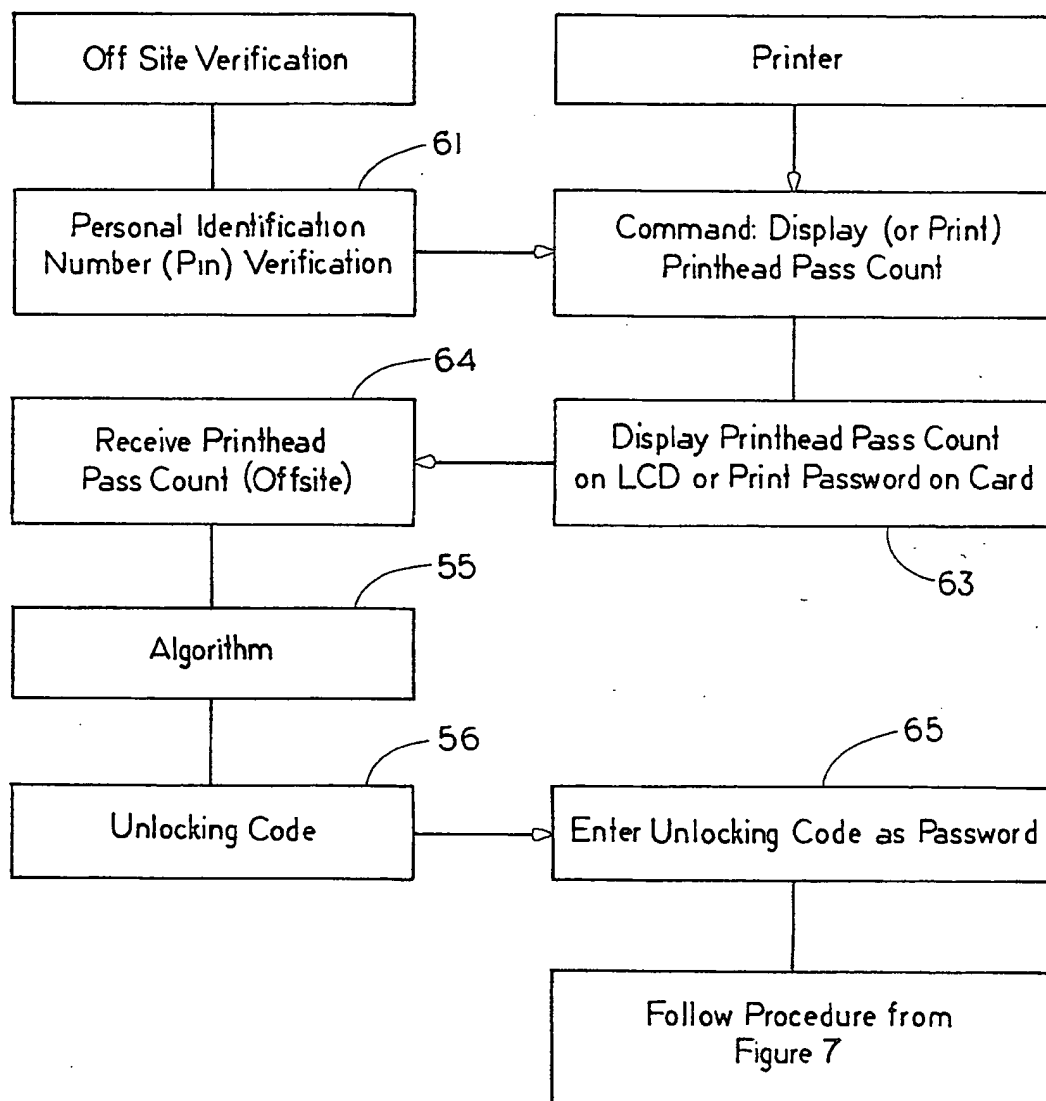 Off Site Verification
Printer
61
Personal Identification
Number (Pin) Verification
Command: Display (or Print)
Printhead Pass Count
64
Receive Printhead
Pass Count (Offsite)
Display Printhead Pass Count
on LCD or Print Password on Card
63
55
Algorithm
56
Unlocking Code
65
Enter Unlocking Code as Password
Follow Procedure from
Figure 7